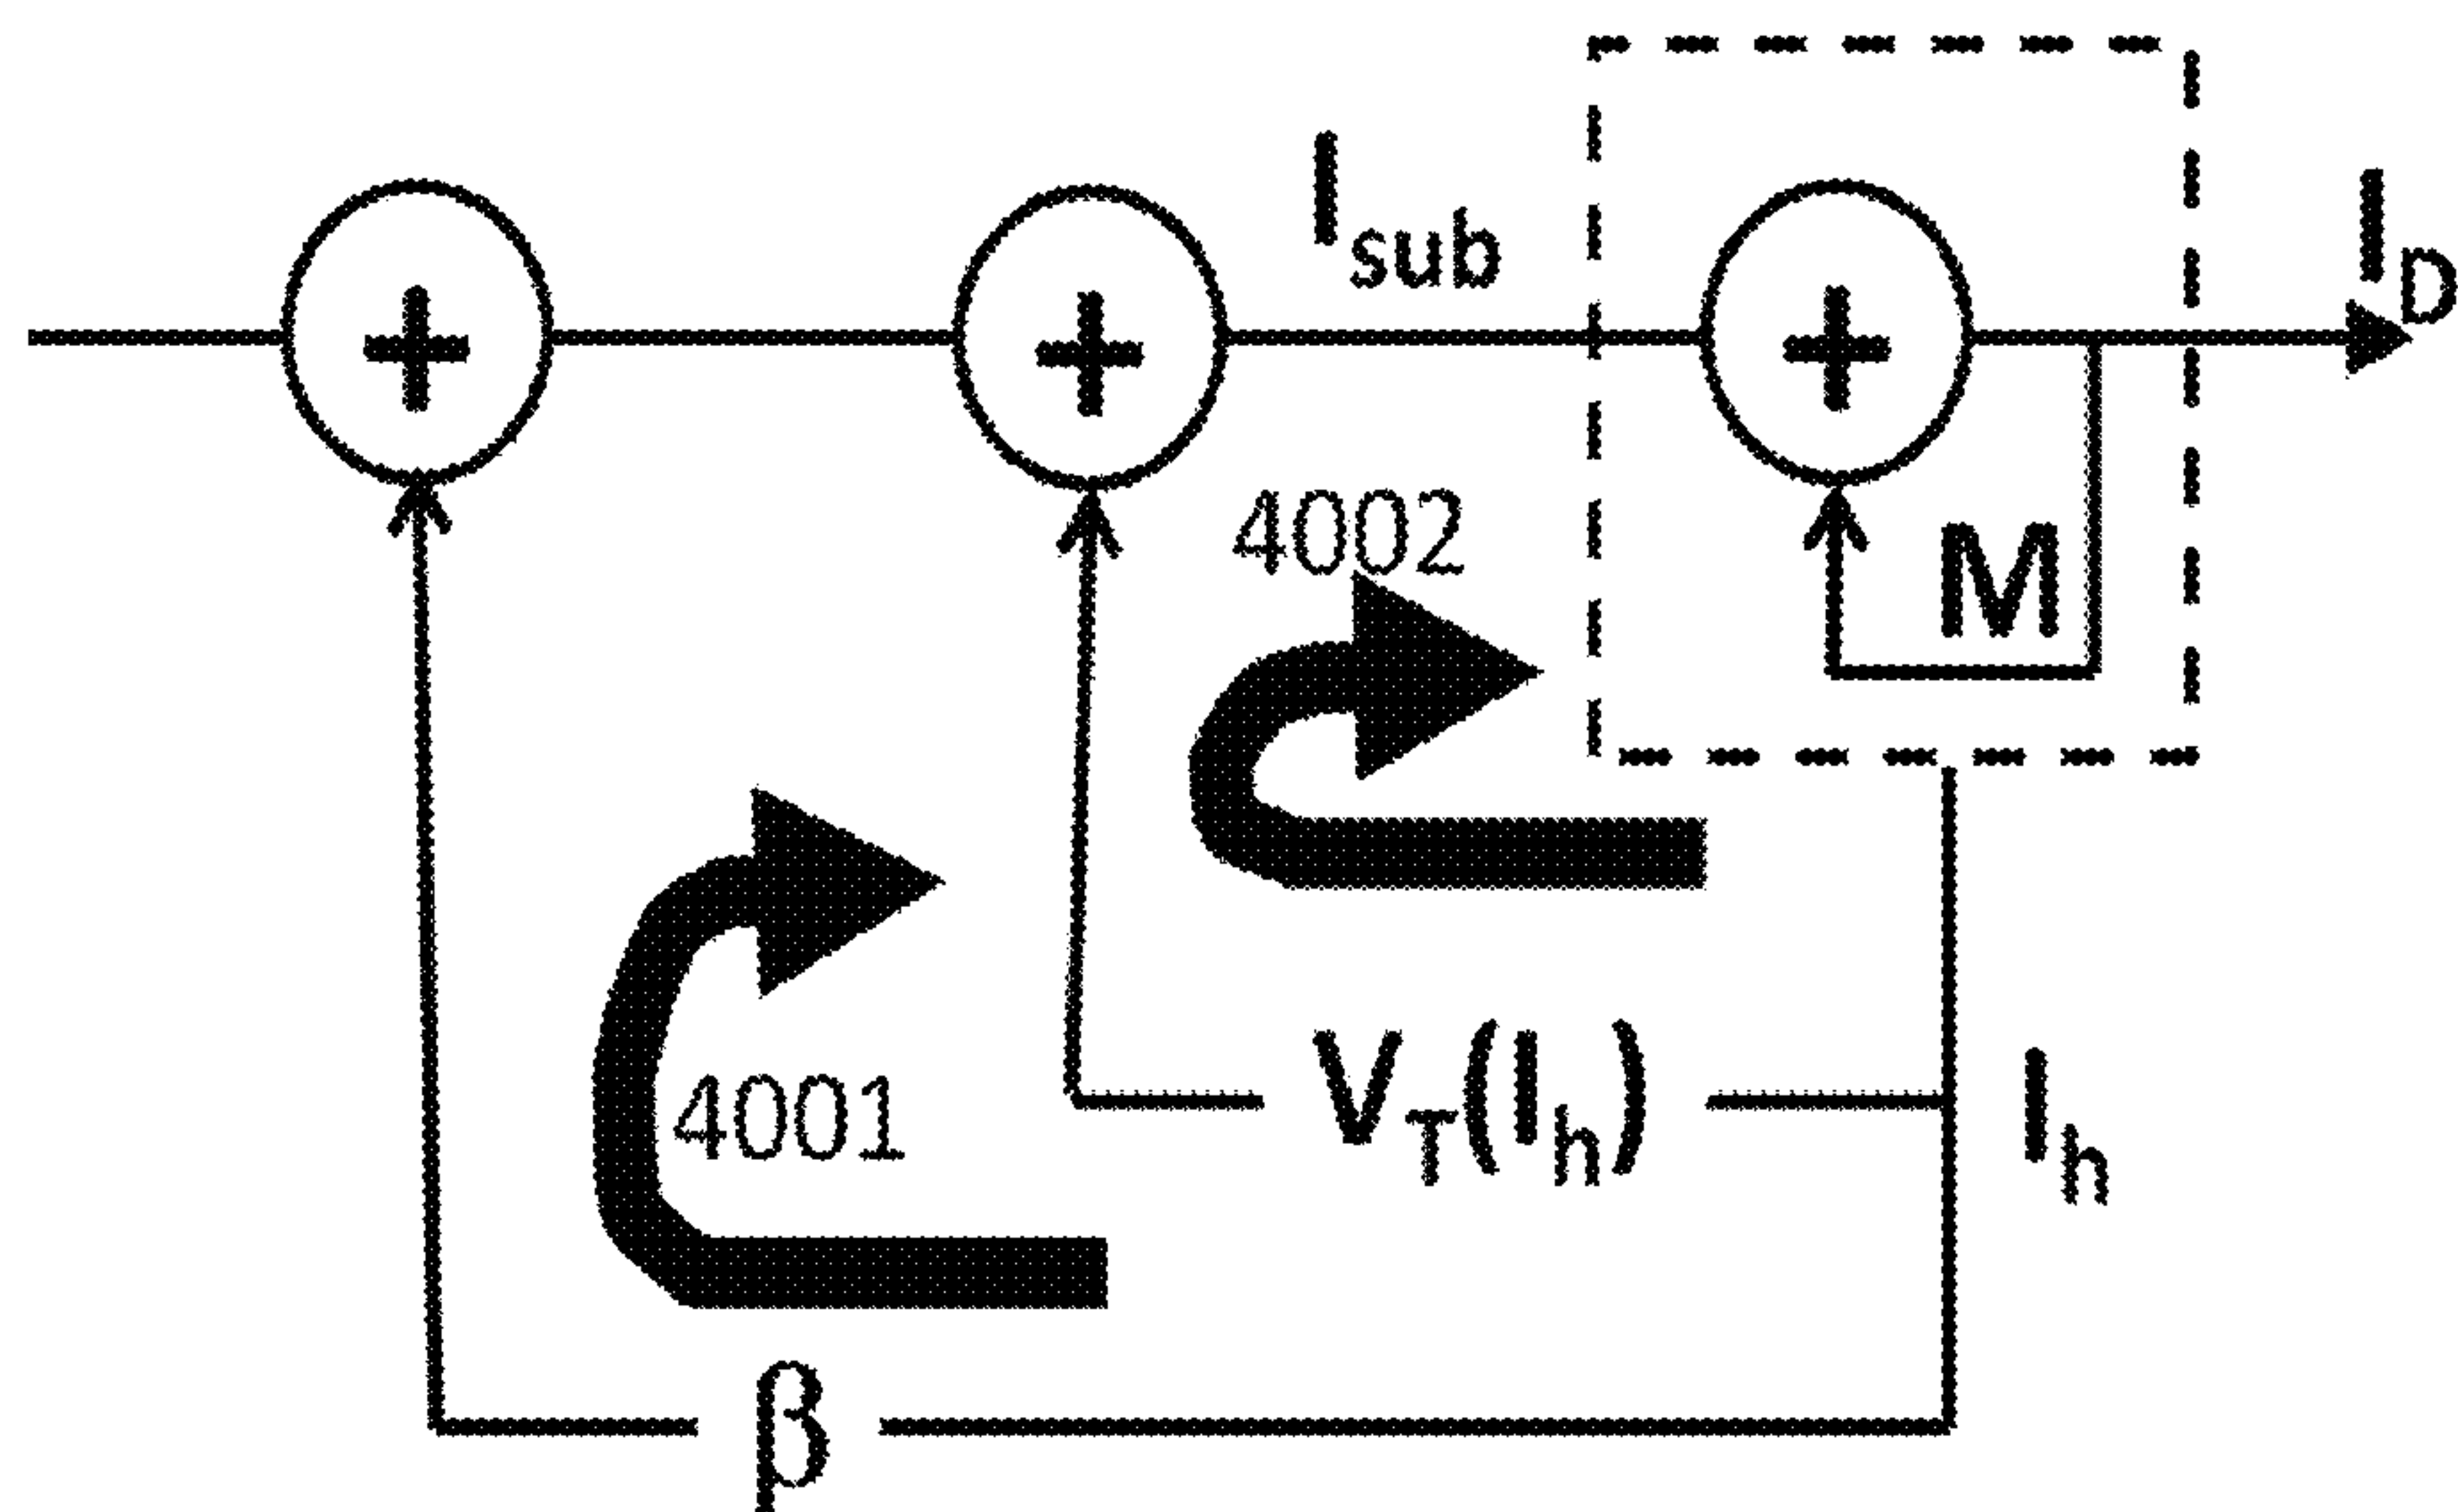 I_sub
I_D
+ + +
4002
M
V_T(I_h)
I_h
4001
β